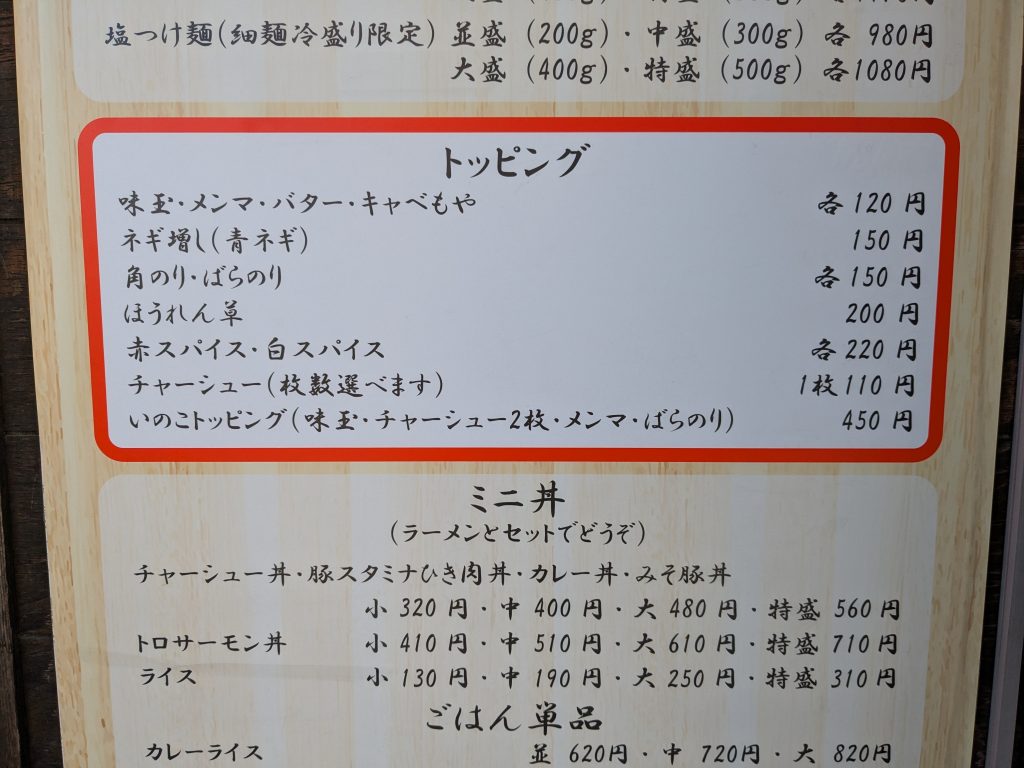 塩つけ麺(細麺冷盛り限定) 並盛 (200g)・中盛 (300g) 各 980円
大盛 (400g)・特盛 (500g) 各1080円
トッピング
味玉・メンマ・バター・キャベもや 各 120 円
ネギ増し(青ネギ) 150 円
角のり・ばらのり 各 150 円
ほうれん草 200 円
赤スパイス・白スパイス 各 220 円
チャーシュー(枚数選べます) 1枚 110 円
いのこトッピング(味玉・チャーシュー2枚・メンマ・ばらのり) 450 円
ミニ丼
(ラーメンとセットでどうぞ)
チャーシュー丼・豚スタミナひき肉丼・カレー丼・みそ豚丼
小 320 円・中 400 円・大 480 円・特盛 560 円
トロサーモン丼 小 410 円・中 510 円・大 610 円・特盛 710 円
ライス 小 130 円・中 190 円・大 250 円・特盛 310 円
ごはん単品
カレーライス 並 620円・中 720円・大 820円